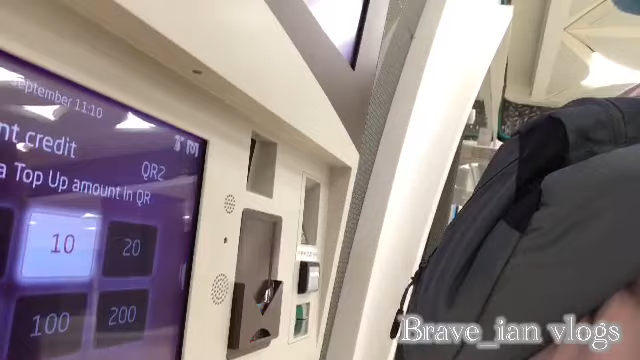 September 11:10
nt credit
QR2
a Top Up amount in QR
10
20
100
200
Brave_ian vlogs